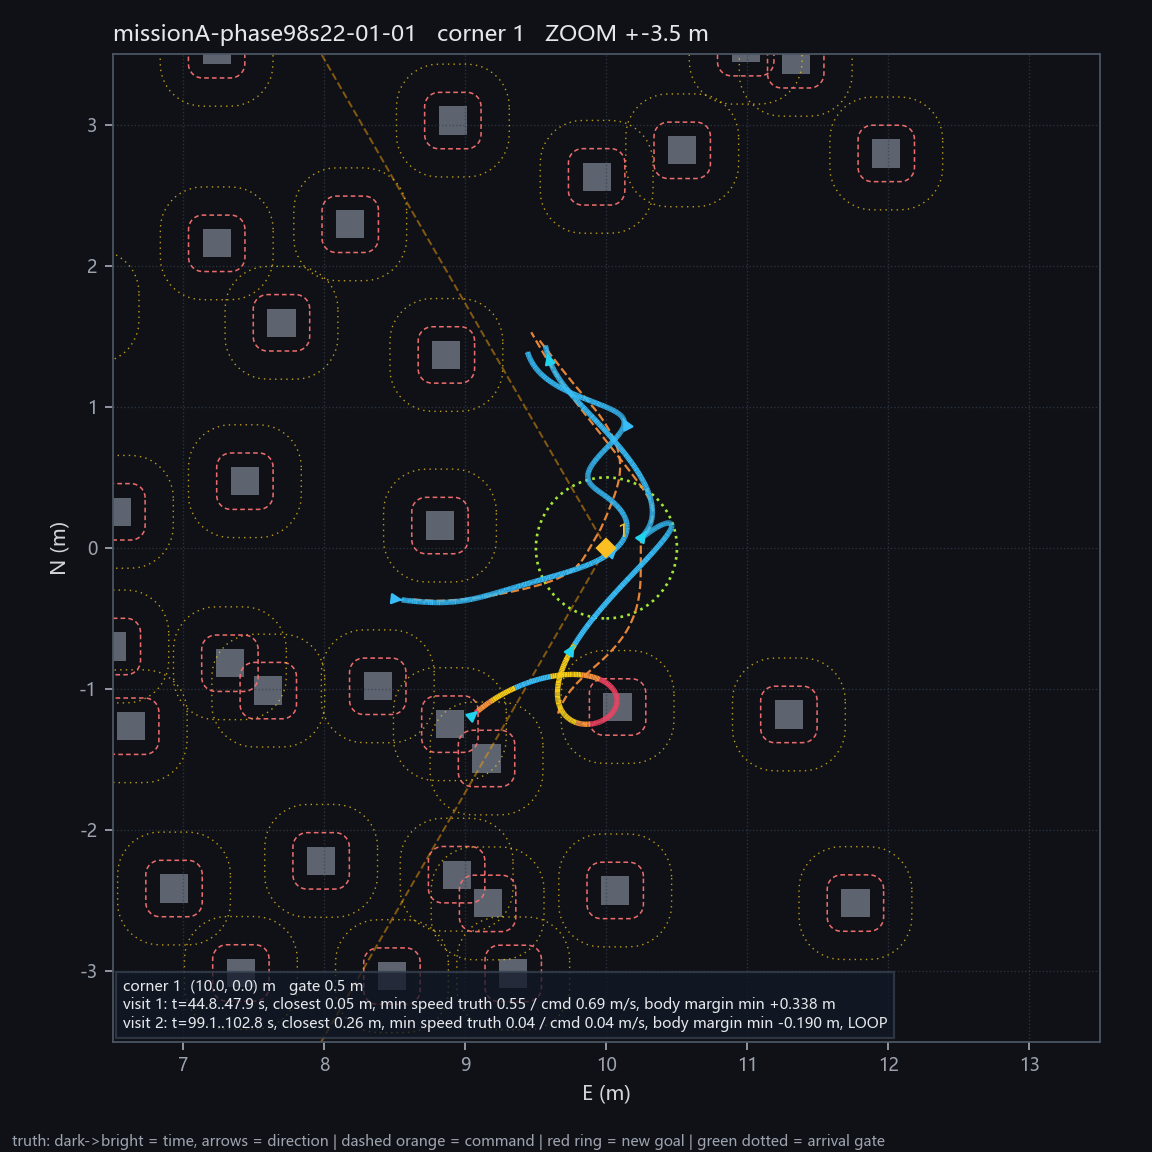 missionA-phase98s22-01-01   corner 1   ZOOM +-3.5 m
3
2
1
0
-1
-2
-3
N (m)
1
corner 1  (10.0, 0.0) m   gate 0.5 m
visit 1: t=44.8..47.9 s, closest 0.05 m, min speed truth 0.55 / cmd 0.69 m/s, body margin min +0.338 m
visit 2: t=99.1..102.8 s, closest 0.26 m, min speed truth 0.04 / cmd 0.04 m/s, body margin min -0.190 m, LOOP
7
8
9
10
11
12
13
E (m)
truth: dark->bright = time, arrows = direction | dashed orange = command | red ring = new goal | green dotted = arrival gate